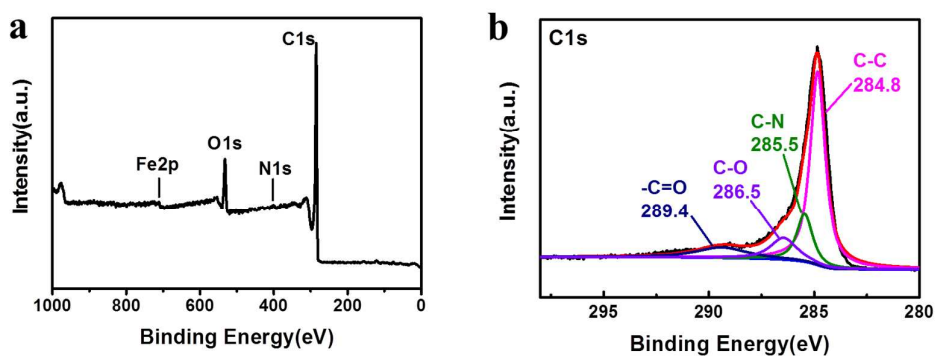 a
C1s
O1s
Fe2p
N1s
Intensity(a.u.)
1000 800 600 400 200 0
Binding Energy(eV)
b
C1s
C-C
284.8
C-N
285.5
C-O
286.5
-C=O
289.4
Intensity(a.u.)
295 290 285 280
Binding Energy(eV)